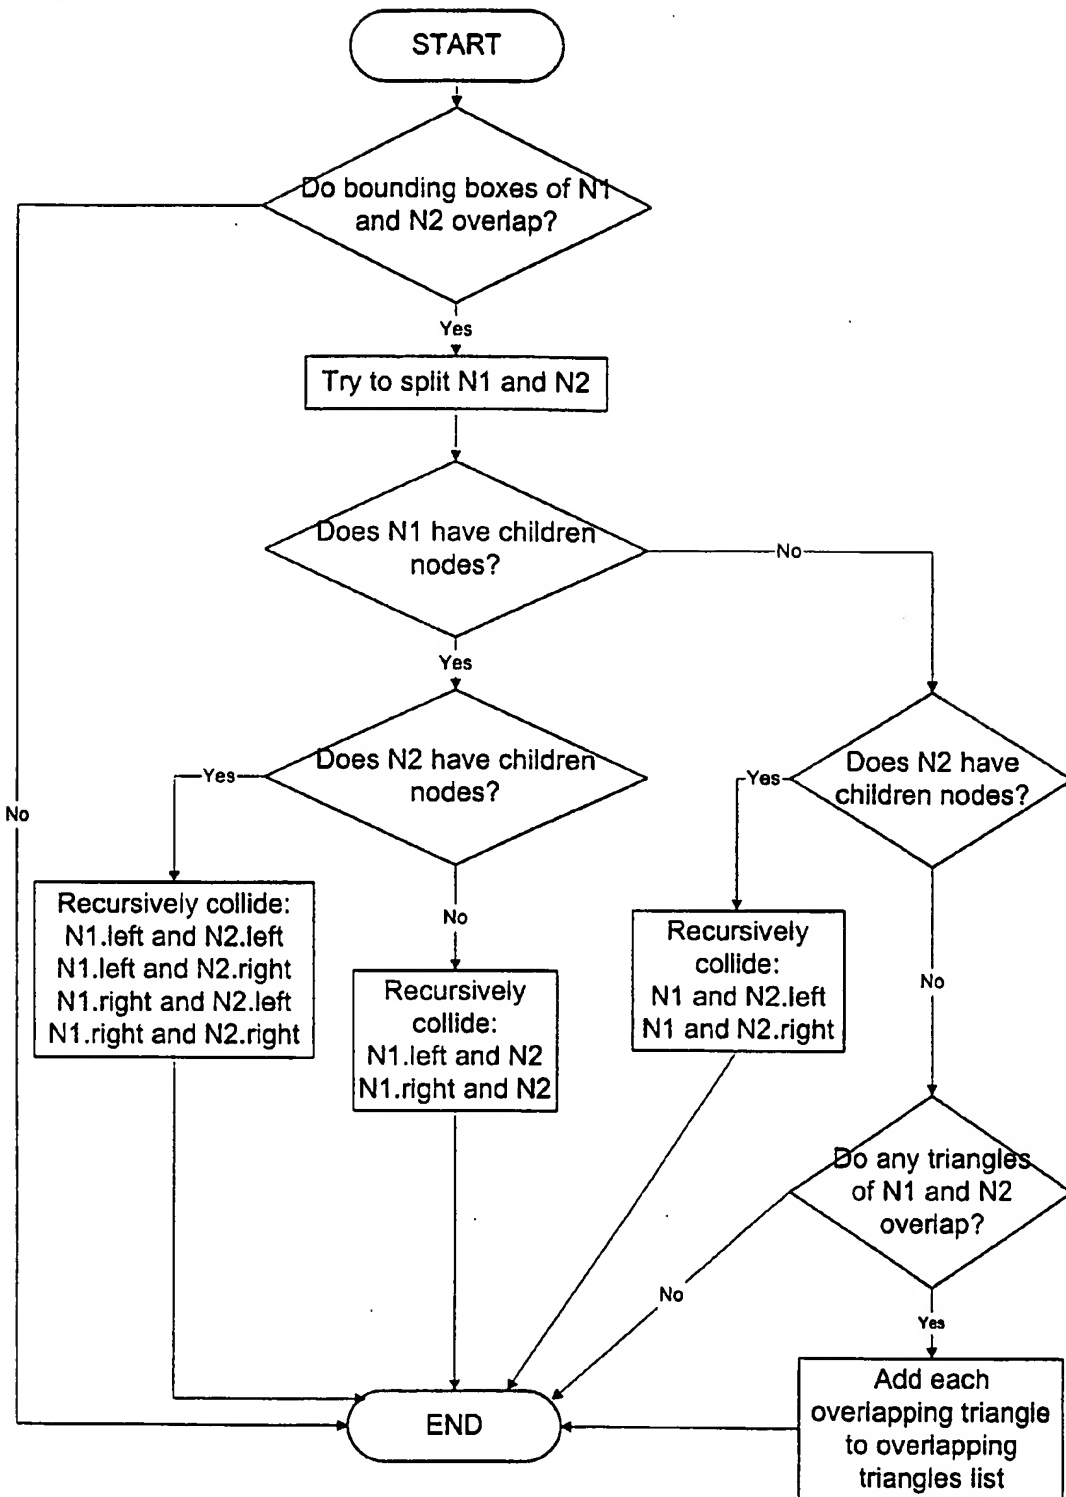 START
Do bounding boxes of N1
and N2 overlap?
Yes
Try to split N1 and N2
Does N1 have children
nodes?
No
Yes
Does N2 have children
nodes?
Yes
Does N2 have
children nodes?
Yes
No
Recursively collide:
N1.left and N2.left
N1.left and N2.right
N1.right and N2.left
N1.right and N2.right
No
Recursively
collide:
N1.left and N2
N1.right and N2
Recursively
collide:
N1 and N2.left
N1 and N2.right
No
Do any triangles
of N1 and N2
overlap?
No
Yes
Add each
overlapping triangle
to overlapping
triangles list
END